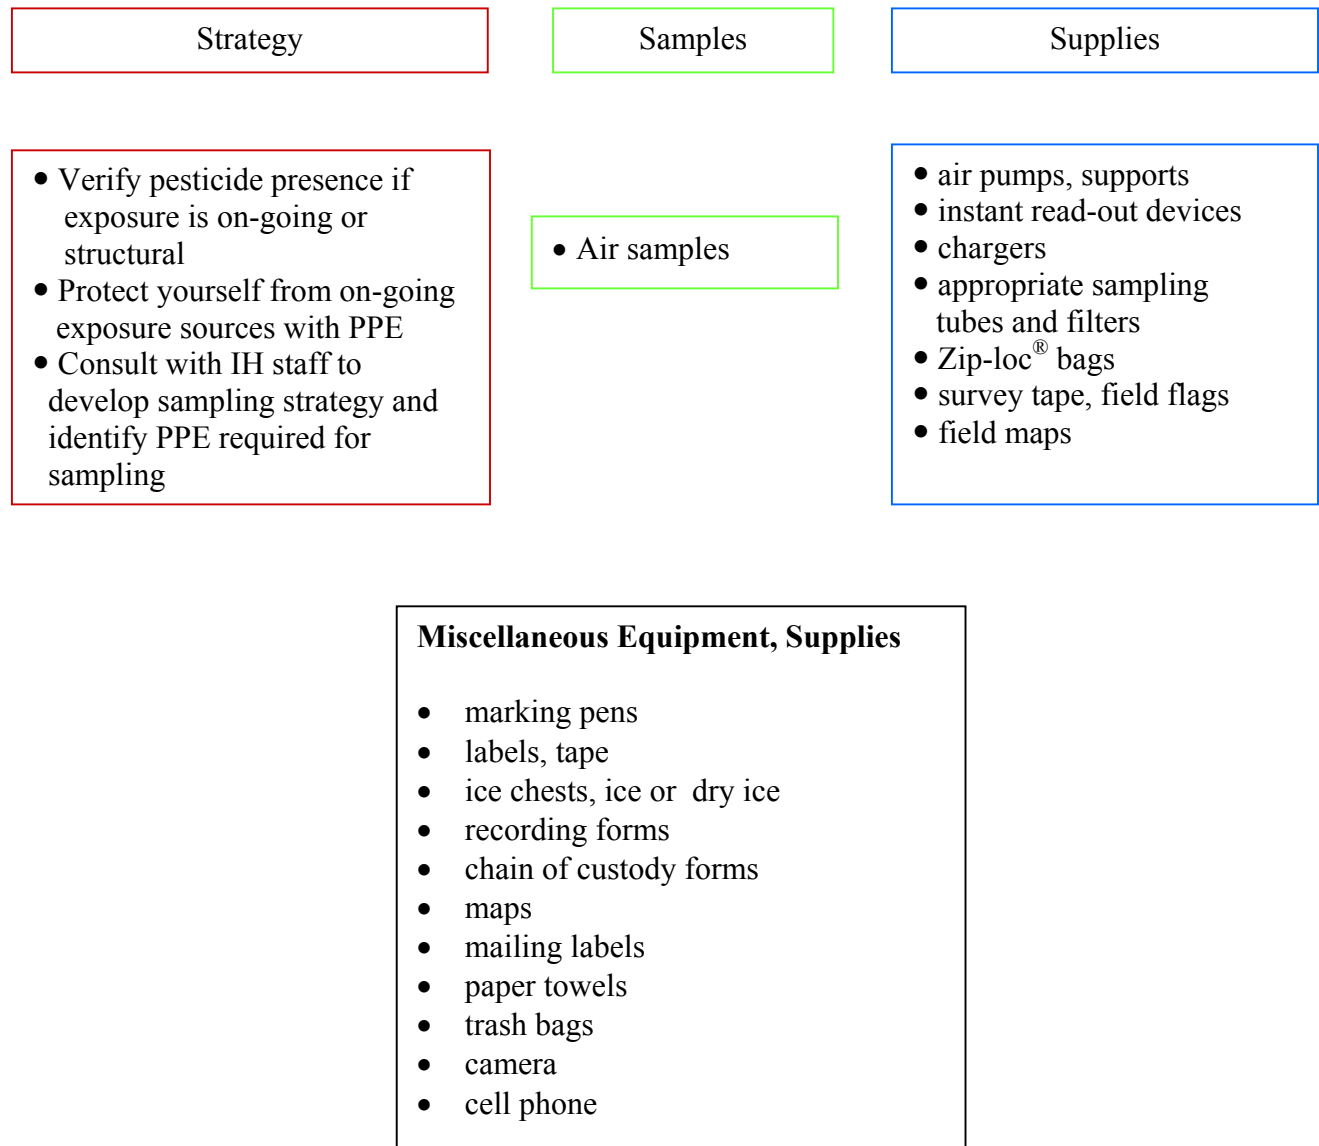 Strategy
Samples
Supplies
• Verify pesticide presence if
exposure is on-going or
structural
• Protect yourself from on-going
exposure sources with PPE
• Consult with IH staff to
develop sampling strategy and
identify PPE required for
sampling
• Air samples
• air pumps, supports
• instant read-out devices
• chargers
• appropriate sampling
tubes and filters
• Zip-loc® bags
• survey tape, field flags
• field maps
Miscellaneous Equipment, Supplies
• marking pens
• labels, tape
• ice chests, ice or  dry ice
• recording forms
• chain of custody forms
• maps
• mailing labels
• paper towels
• trash bags
• camera
• cell phone